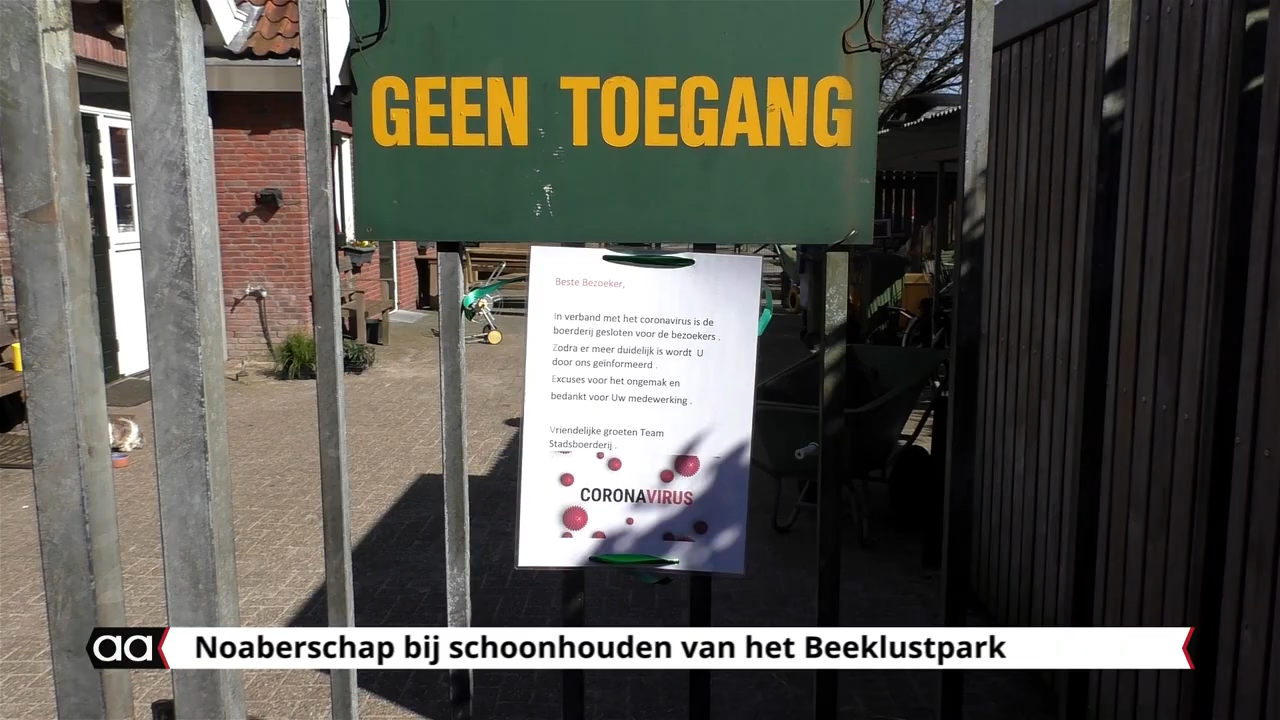 GEEN TOEGANG
Beste Bezoeker,
In verband met het coronavirus is de
boerderij gesloten voor de bezoekers .
Zodra er meer duidelijk is wordt U
door ons geïnformeerd .
Excuses voor het ongemak en
bedankt voor Uw medewerking .
Vriendelijke groeten Team
Stadsboerderij .
CORONAVIRUS
aa Noaberschap bij schoonhouden van het Beeklustpark